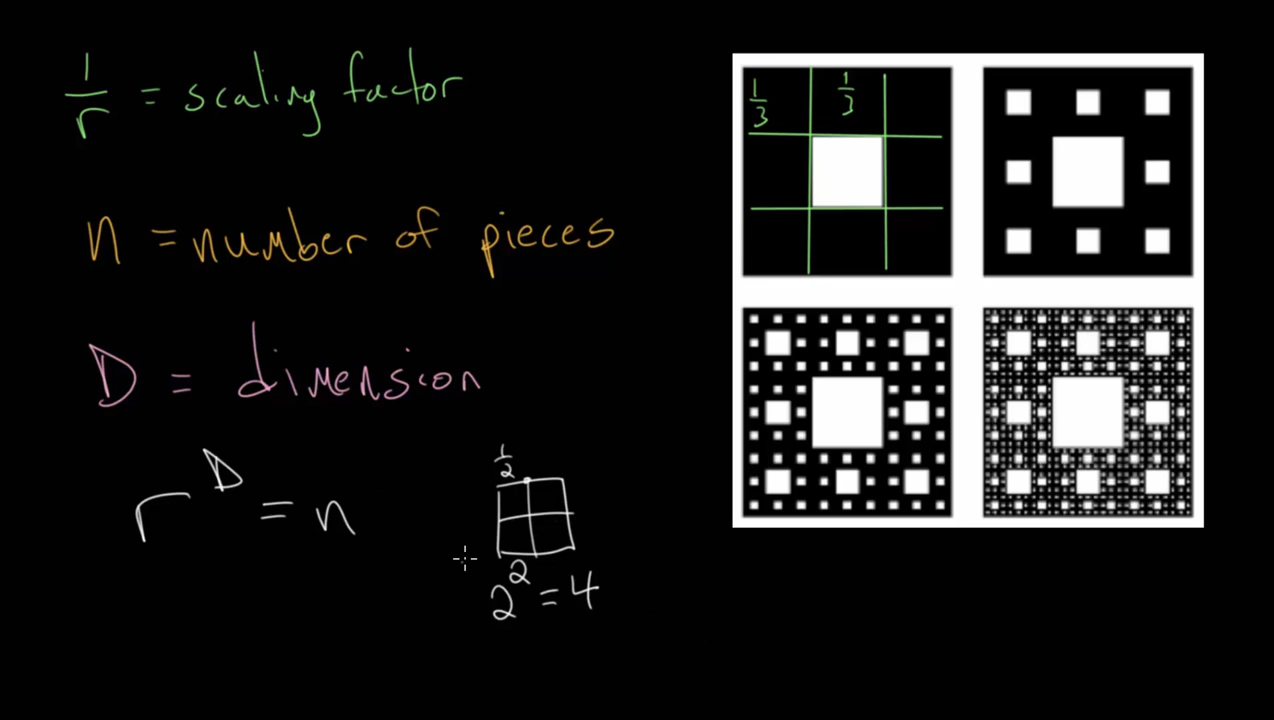 1/r = scaling factor
n = number of pieces
D = dimension
r^D = n
1/2
2^2 = 4
1/3 1/3